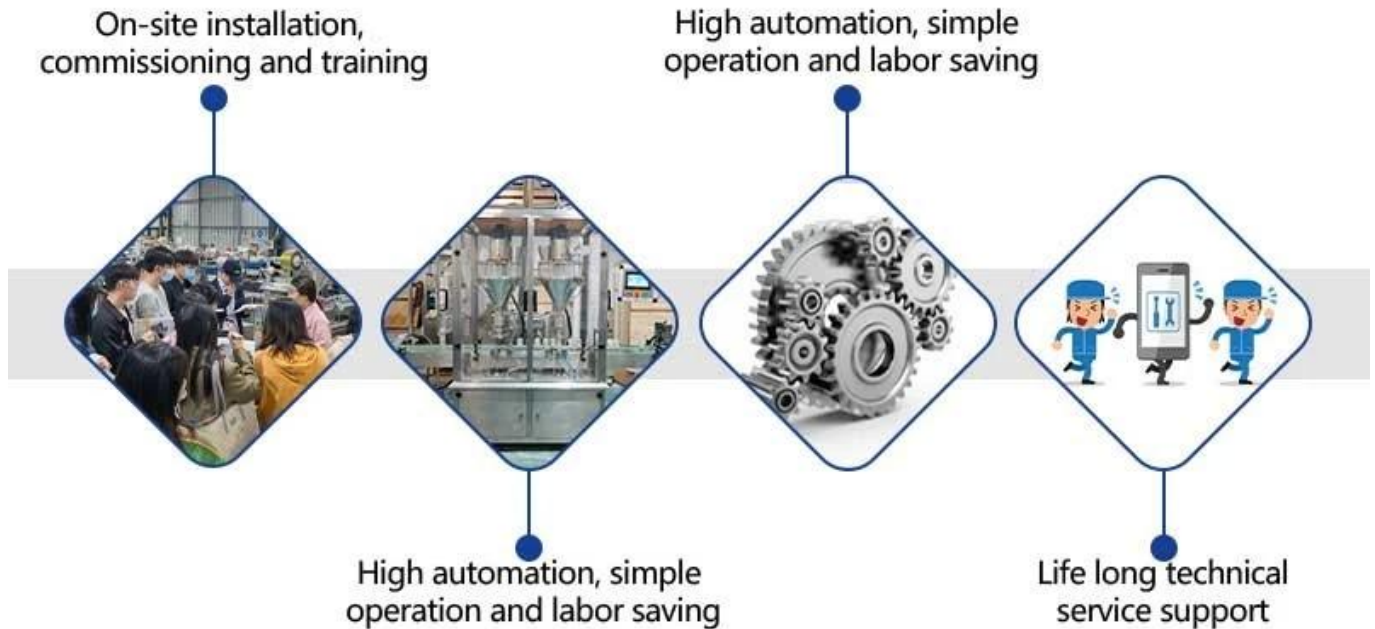 On-site installation,
commissioning and training
High automation, simple
operation and labor saving
High automation, simple
operation and labor saving
Life long technical
service support